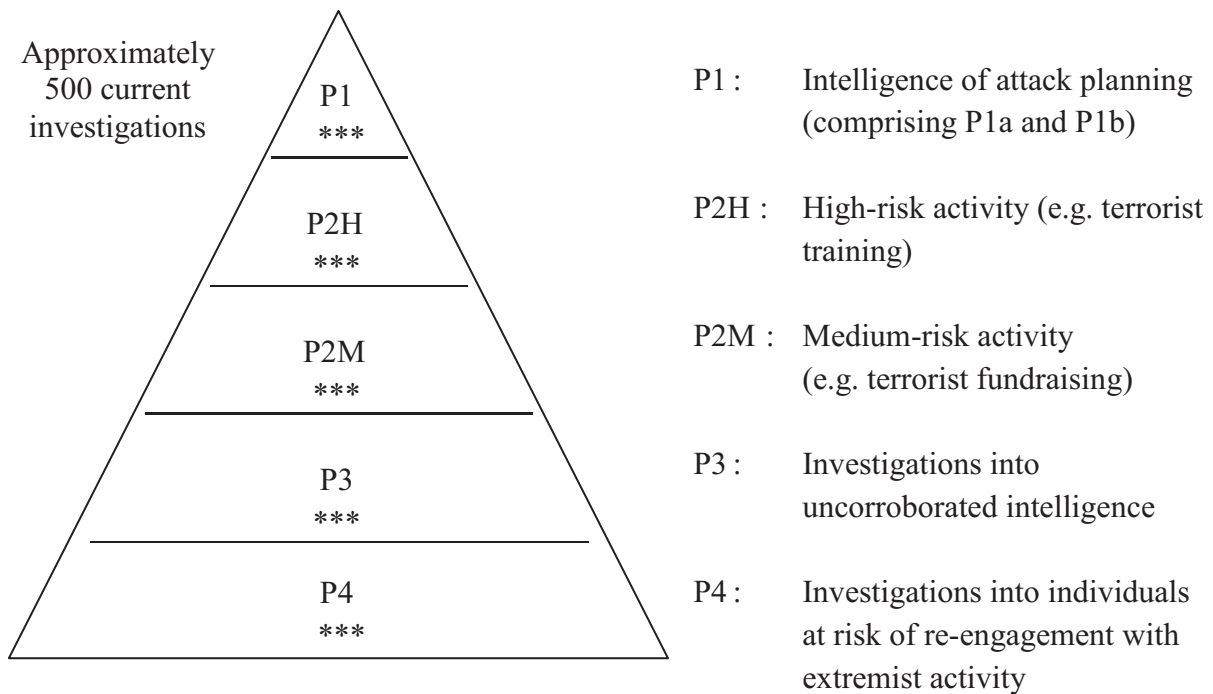 Approximately
500 current
investigations
P1
***
P2H
***
P2M
***
P3
***
P4
***
P1 : Intelligence of attack planning
(comprising P1a and P1b)
P2H : High-risk activity (e.g. terrorist
training)
P2M : Medium-risk activity
(e.g. terrorist fundraising)
P3 : Investigations into
uncorroborated intelligence
P4 : Investigations into individuals
at risk of re-engagement with
extremist activity